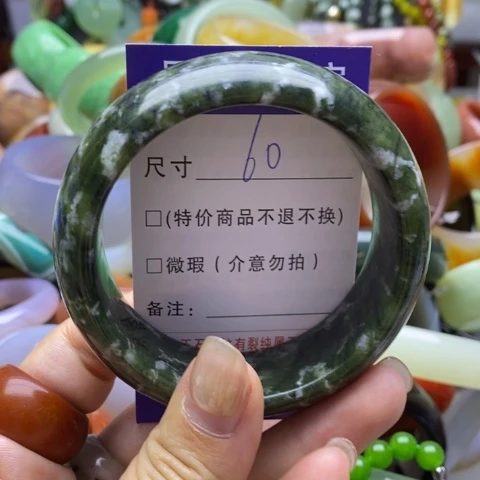 尺寸 60
□(特价商品不退不换)
□微瑕(介意勿拍)
备注: